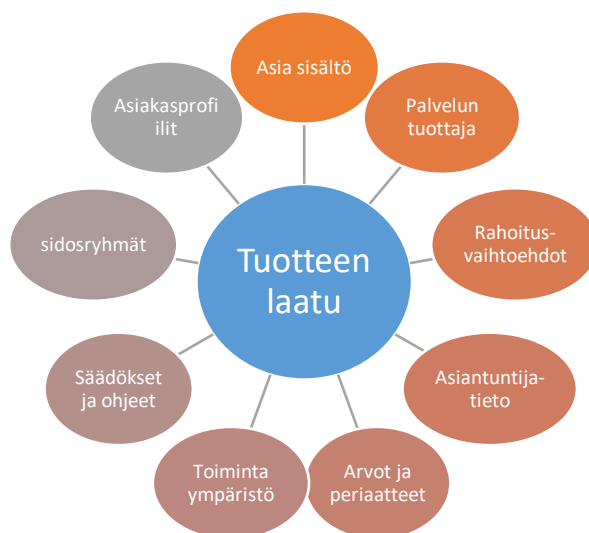 Asia sisältö
Palvelun
tuottaja
Rahoitus-
vaihtoehdot
Asiantuntija-
tieto
Arvot ja
periaatteet
Toiminta
ympäristö
Säädökset
ja ohjeet
sidosryhmät
Asiakasprofi
ilit
Tuotteen
laatu